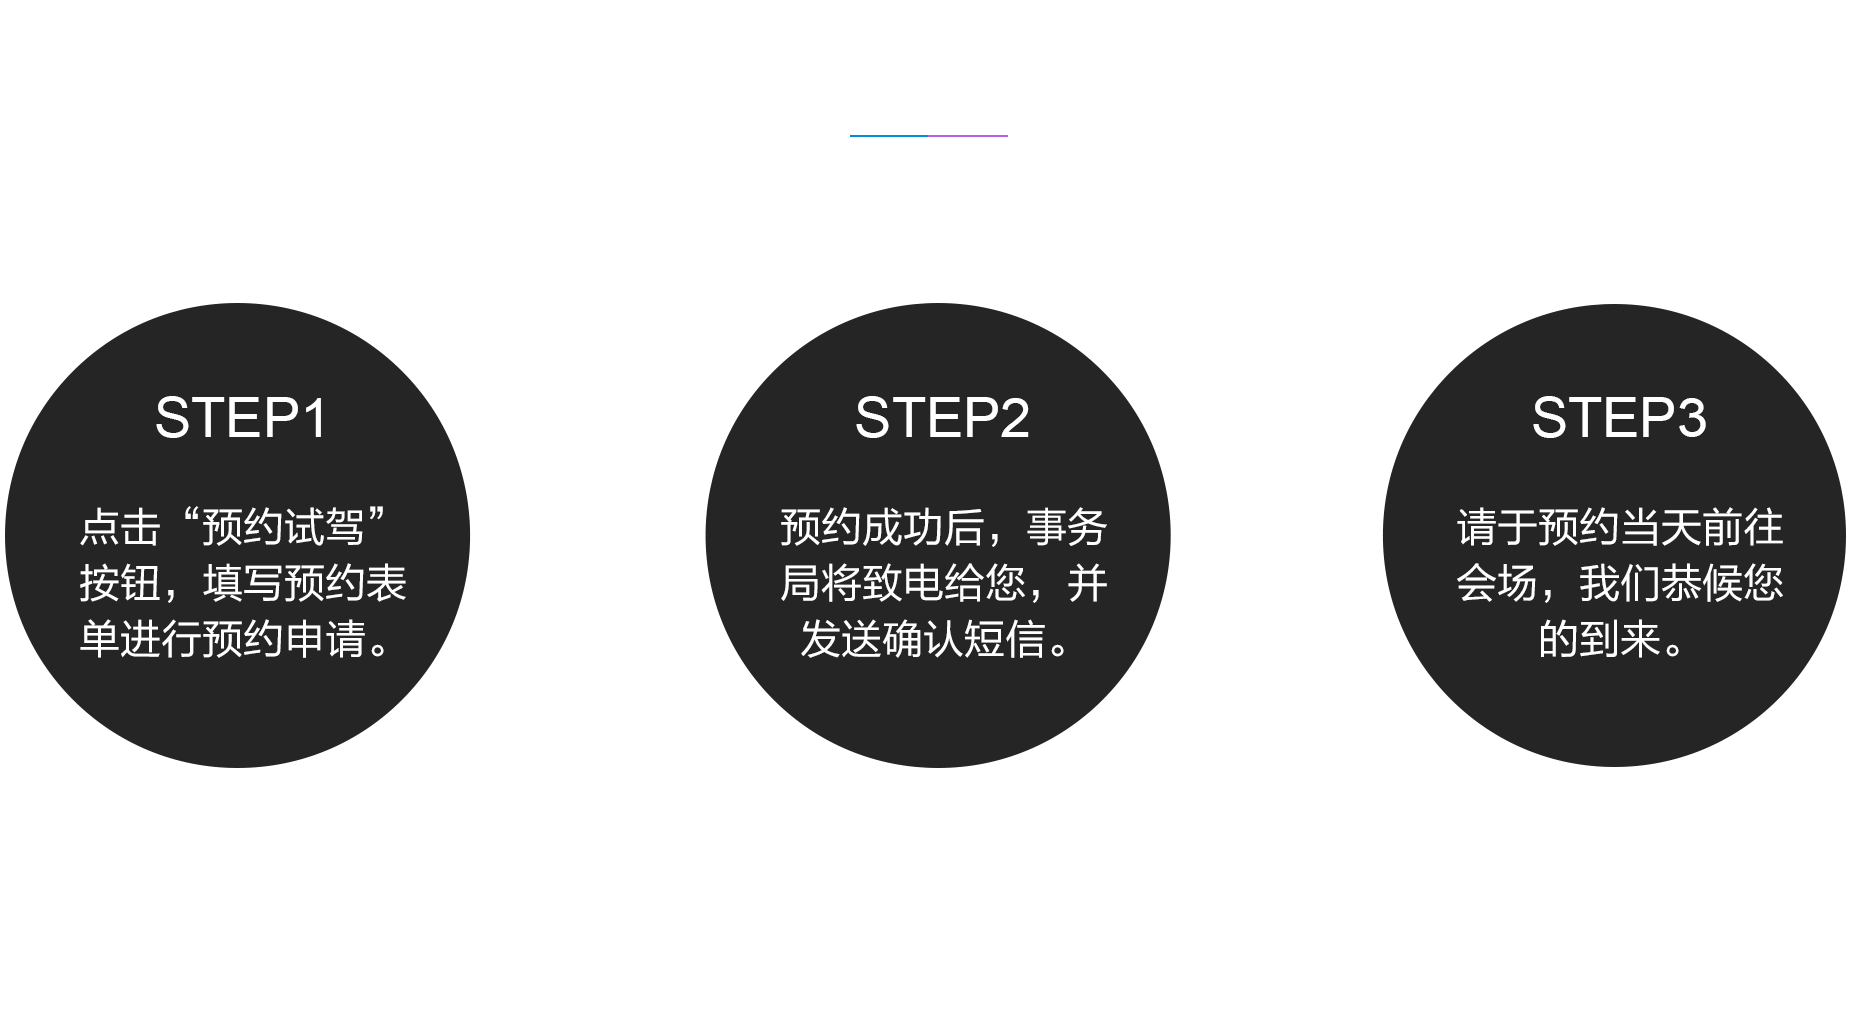 STEP1
点击“预约试驾”
按钮，填写预约表
单进行预约申请。
STEP2
预约成功后，事务
局将致电给您，并
发送确认短信。
STEP3
请于预约当天前往
会场，我们恭候您
的到来。